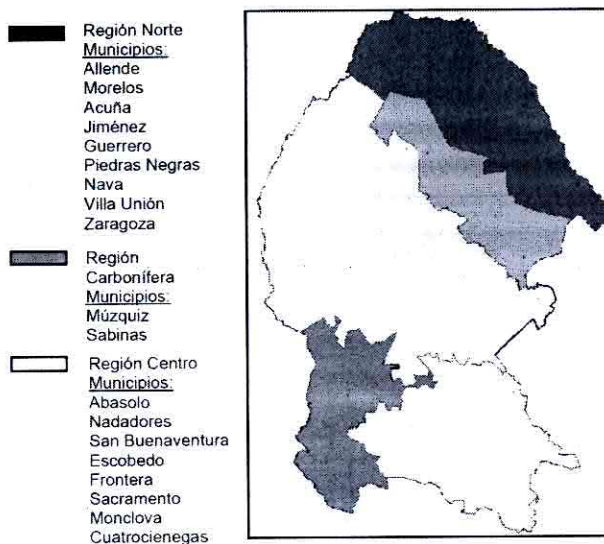 Región Norte
Municipios:
Allende
Morelos
Acuña
Jiménez
Guerrero
Piedras Negras
Nava
Villa Unión
Zaragoza
Región
Carbonífera
Municipios:
Múzquiz
Sabinas
Región Centro
Municipios:
Abasolo
Nadadores
San Buenaventura
Escobedo
Frontera
Sacramento
Monclova
Cuatrocienegas